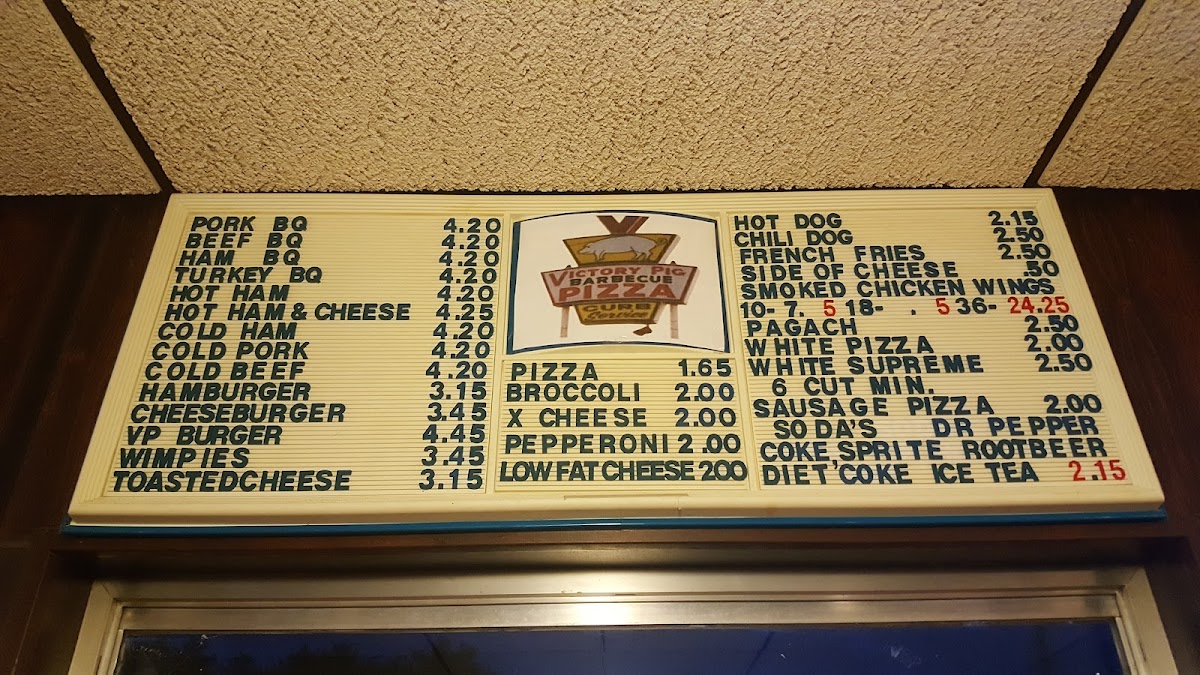 PORK BQ 4.20
BEEF BQ 4.20
HAM BQ 4.20
TURKEY BQ 4.20
HOT HAM 4.20
HOT HAM & CHEESE 4.25
COLD HAM 4.20
COLD PORK 4.20
COLD BEEF 4.20
HAMBURGER 3.15
CHEESEBURGER 3.45
VP BURGER 4.45
WIMPIES 3.45
TOASTEDCHEESE 3.15
V
VICTORY PIG
BARBECUE
PIZZA
CURB
Service
PIZZA 1.65
BROCCOLI 2.00
X CHEESE 2.00
PEPPERONI 2.00
LOW FAT CHEESE 200
HOT DOG 2.15
CHILI DOG 2.50
FRENCH FRIES 2.50
SIDE OF CHEESE .50
SMOKED CHICKEN WINGS
10- 7. 5 18- . 5 36- 24.25
PAGACH 2.50
WHITE PIZZA 2.00
WHITE SUPREME 2.50
6 CUT MIN.
SAUSAGE PIZZA 2.00
SODA'S DR PEPPER
COKE,SPRITE ROOTBEER
DIET'COKE ICE TEA 2.15